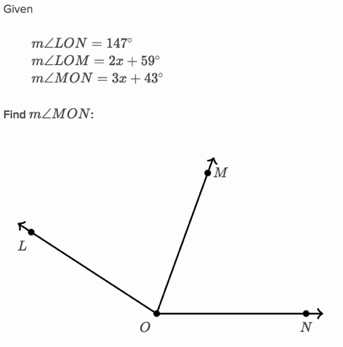 Given
m∠LON = 147°
m∠LOM = 2x + 59°
m∠MON = 3x + 43°
Find m∠MON:
M
L
O
N